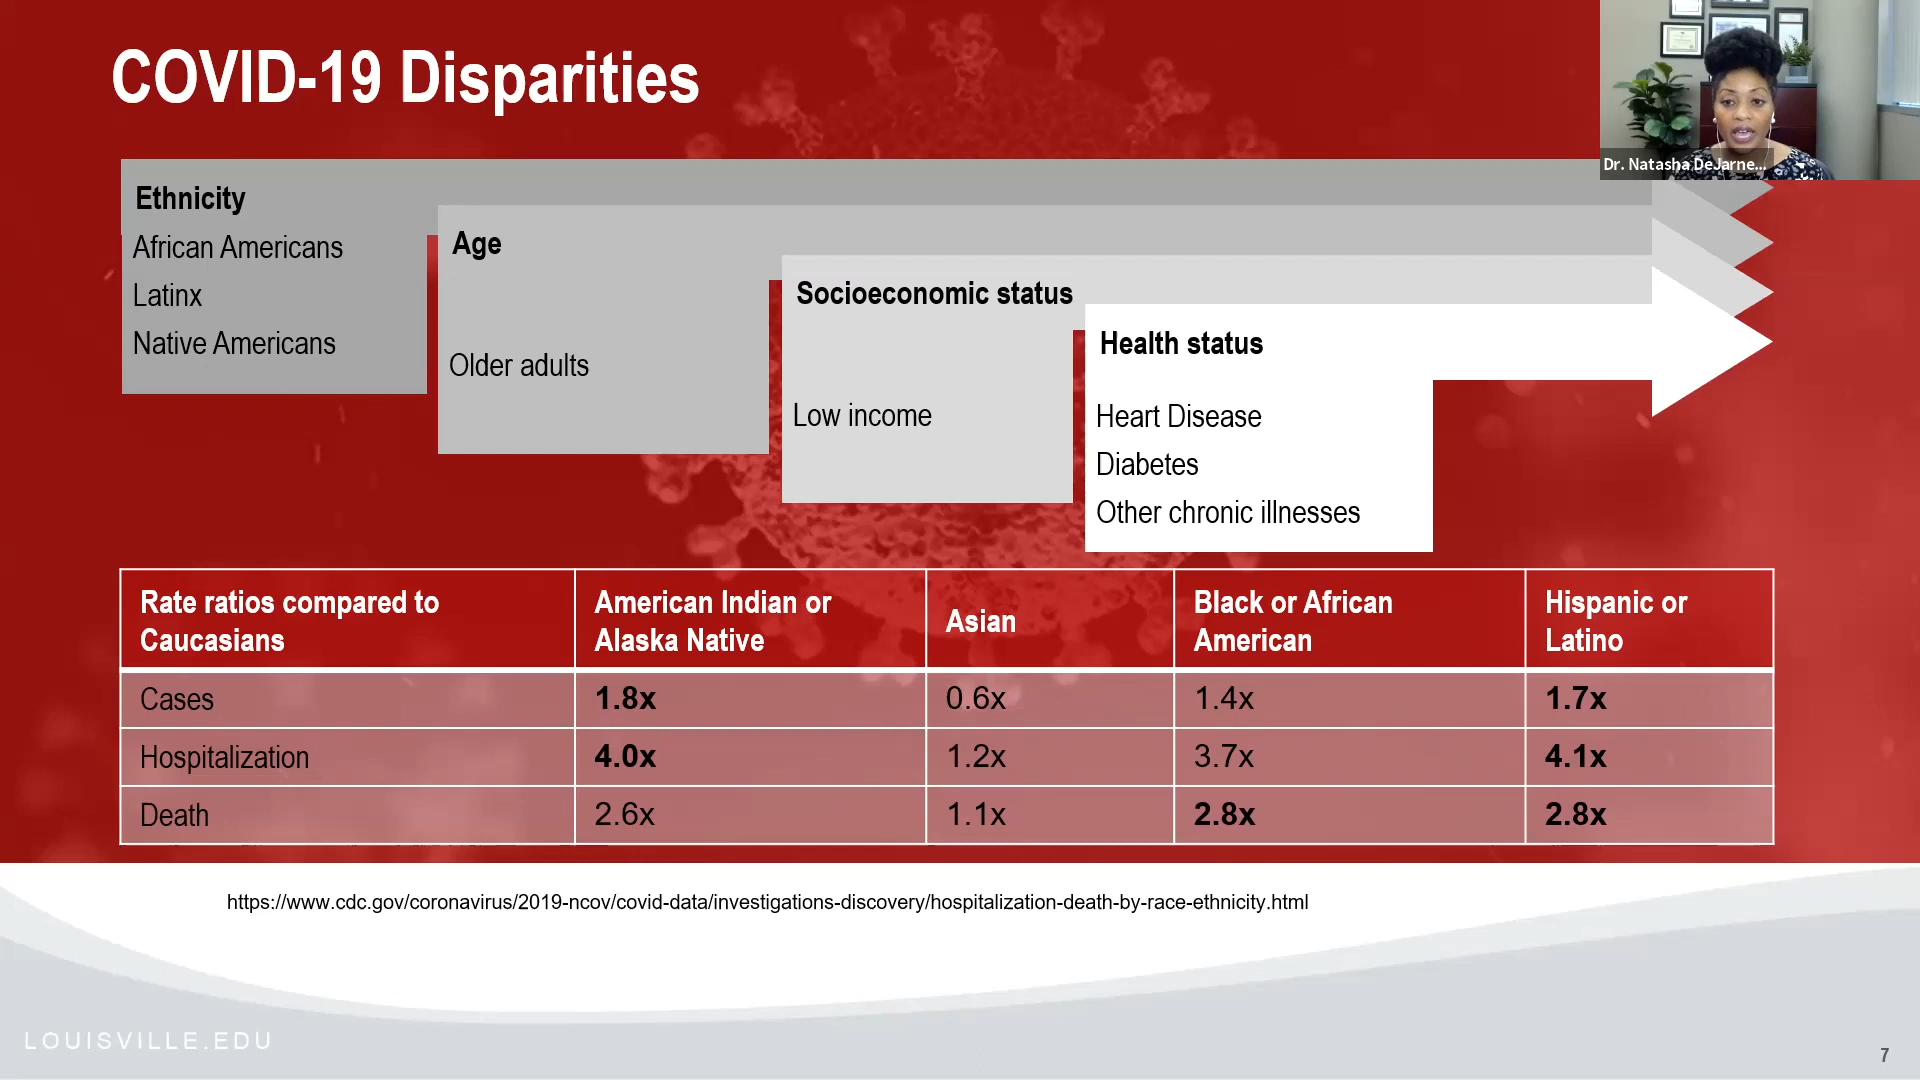 COVID-19 Disparities
Dr. Natasha DeJarne...
Ethnicity
African Americans
Latinx
Native Americans
Age
Older adults
Socioeconomic status
Low income
Health status
Heart Disease
Diabetes
Other chronic illnesses
Rate ratios compared to
Caucasians
American Indian or
Alaska Native
Asian
Black or African
American
Hispanic or
Latino
Cases
1.8x
0.6x
1.4x
1.7x
Hospitalization
4.0x
1.2x
3.7x
4.1x
Death
2.6x
1.1x
2.8x
2.8x
https://www.cdc.gov/coronavirus/2019-ncov/covid-data/investigations-discovery/hospitalization-death-by-race-ethnicity.html
LOUISVILLE.EDU
7